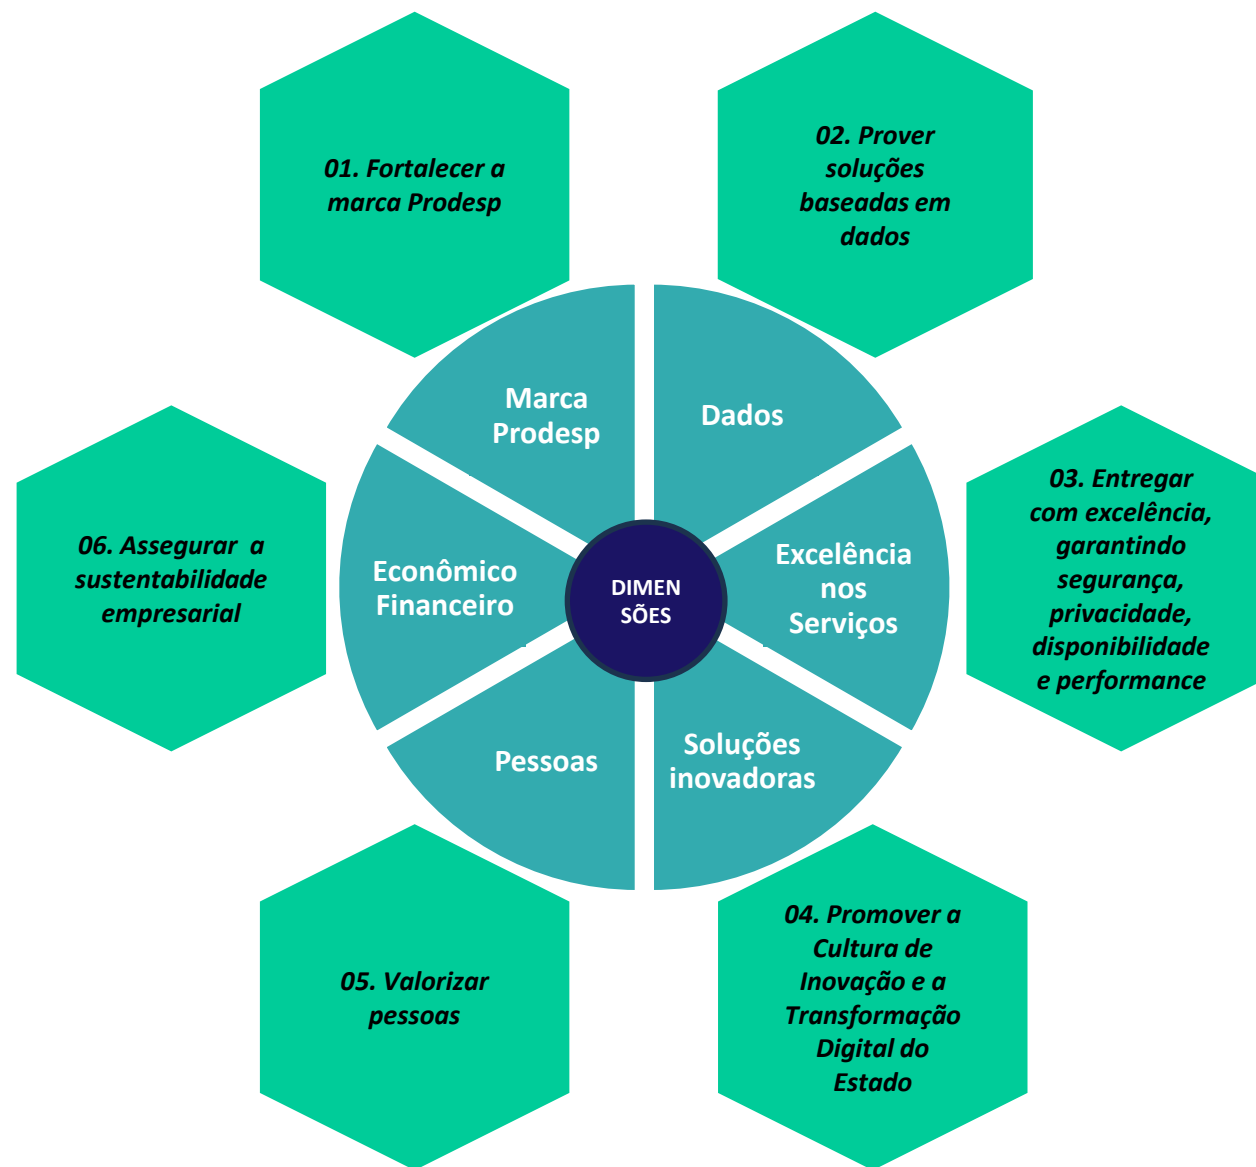 01. Fortalecer a
marca Prodesp
02. Prover
soluções
baseadas em
dados
Marca
Prodesp
Dados
03. Entregar
com excelência,
garantindo
segurança,
privacidade,
disponibilidade
e performance
06. Assegurar a
sustentabilidade
empresarial
Econômico
Financeiro
DIMEN
SÕES
Excelência
nos
Serviços
Pessoas
Soluções
inovadoras
05. Valorizar
pessoas
04. Promover a
Cultura de
Inovação e a
Transformação
Digital do
Estado